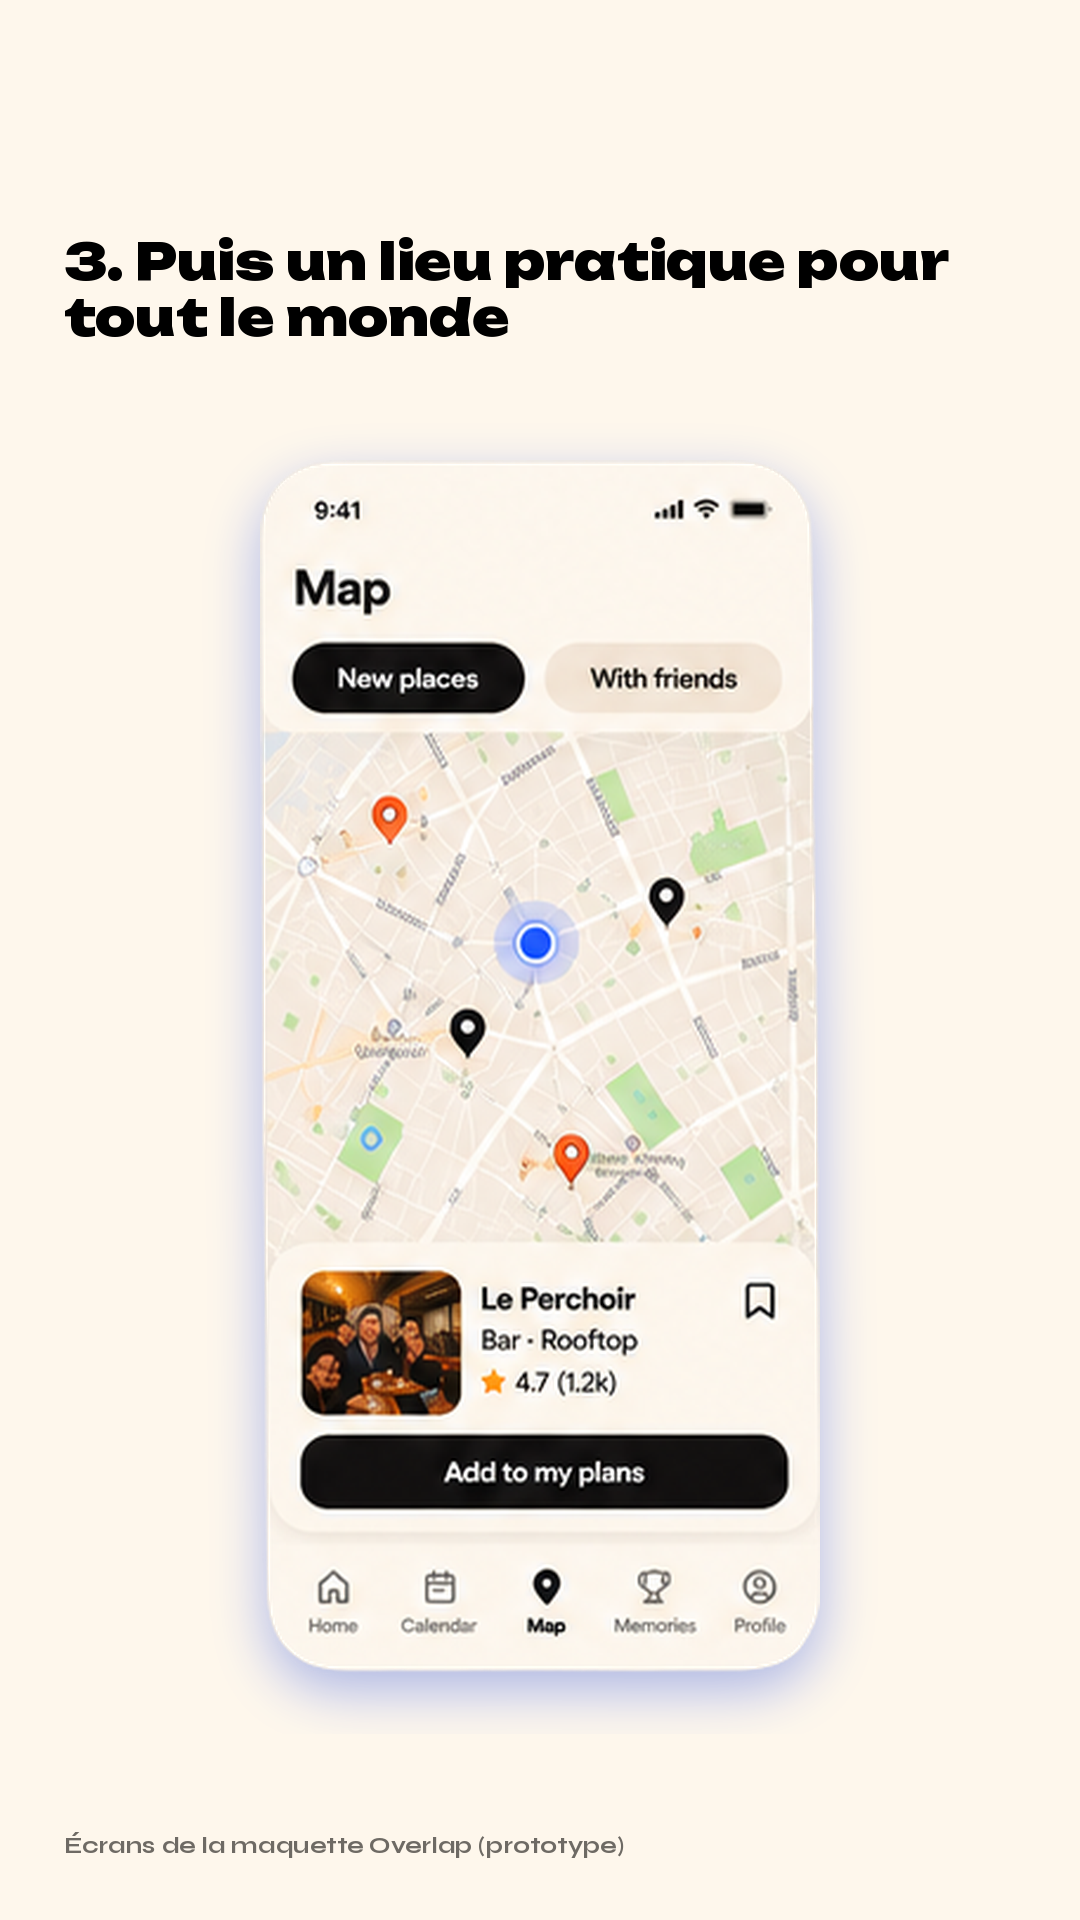 3. Puis un lieu pratique pour
tout le monde
9:41
Map
New places
With friends
Le Perchoir
Bar · Rooftop
4.7 (1.2k)
Add to my plans
Home
Calendar
Map
Memories
Profile
Écrans de la maquette Overlap (prototype)